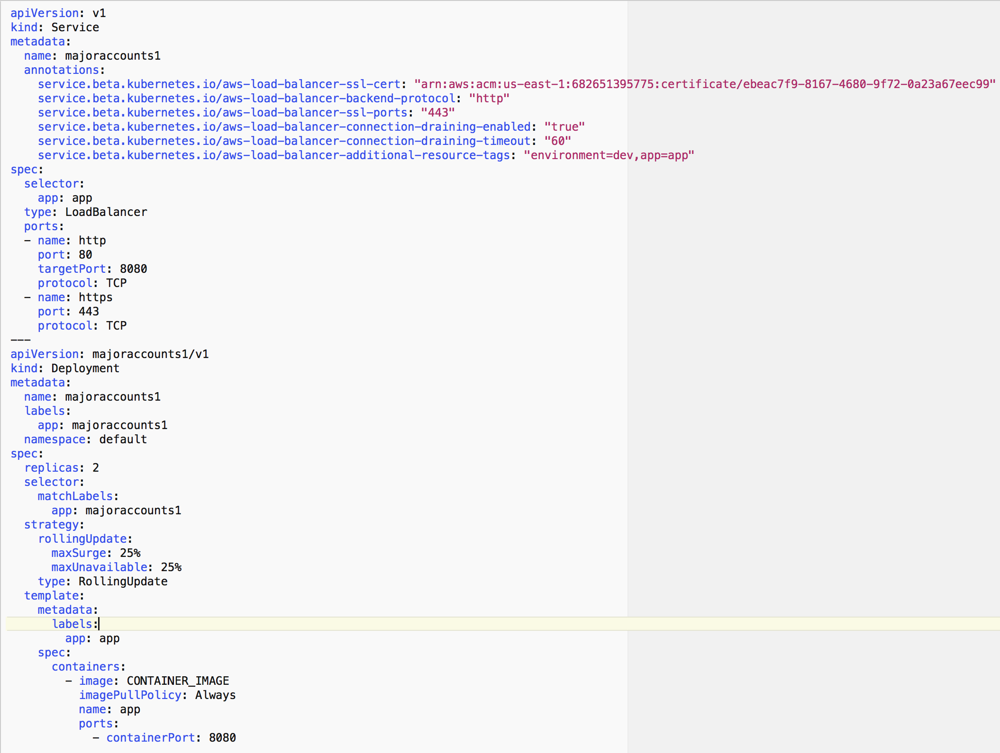 apiVersion: v1
kind: Service
metadata:
  name: majoraccounts1
  annotations:
    service.beta.kubernetes.io/aws-load-balancer-ssl-cert: "arn:aws:acm:us-east-1:682651395775:certificate/ebeac7f9-8167-4680-9f72-0a23a67eec99"
    service.beta.kubernetes.io/aws-load-balancer-backend-protocol: "http"
    service.beta.kubernetes.io/aws-load-balancer-ssl-ports: "443"
    service.beta.kubernetes.io/aws-load-balancer-connection-draining-enabled: "true"
    service.beta.kubernetes.io/aws-load-balancer-connection-draining-timeout: "60"
    service.beta.kubernetes.io/aws-load-balancer-additional-resource-tags: "environment=dev,app=app"
spec:
  selector:
    app: app
  type: LoadBalancer
  ports:
  - name: http
    port: 80
    targetPort: 8080
    protocol: TCP
  - name: https
    port: 443
    protocol: TCP
---
apiVersion: majoraccounts1/v1
kind: Deployment
metadata:
  name: majoraccounts1
  labels:
    app: majoraccounts1
  namespace: default
spec:
  replicas: 2
  selector:
    matchLabels:
      app: majoraccounts1
  strategy:
    rollingUpdate:
      maxSurge: 25%
      maxUnavailable: 25%
    type: RollingUpdate
  template:
    metadata:
      labels:
        app: app
    spec:
      containers:
        - image: CONTAINER_IMAGE
          imagePullPolicy: Always
          name: app
          ports:
            - containerPort: 8080